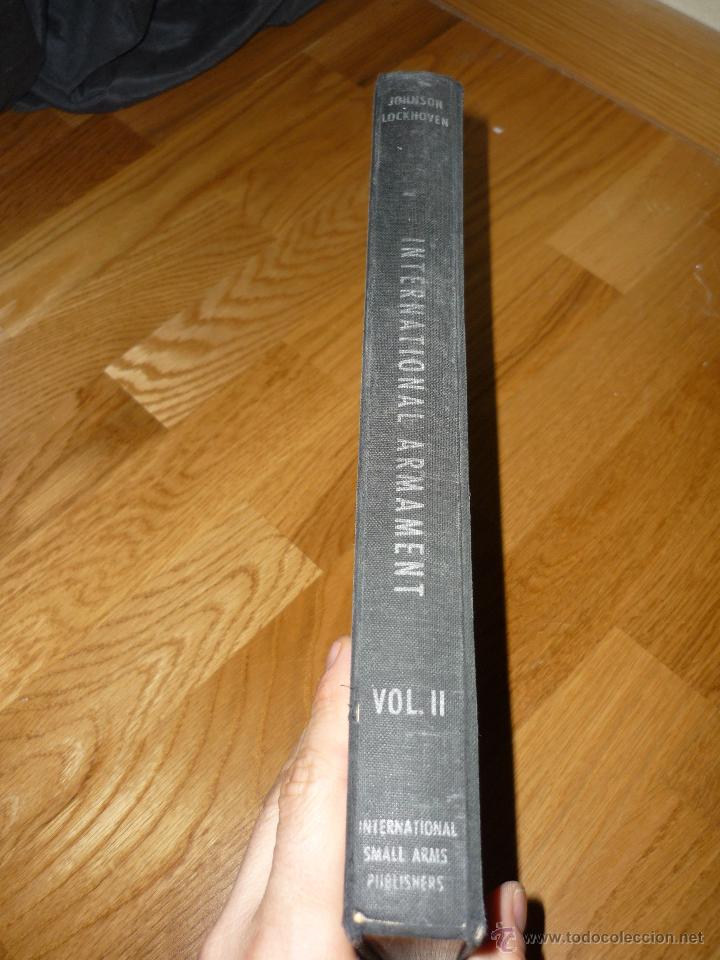 JOHNSON
LOCKHOVEN
INTERNATIONAL ARMAMENT
VOL. II
INTERNATIONAL
SMALL ARMS
PUBLISHERS
www.todocoleccion.net